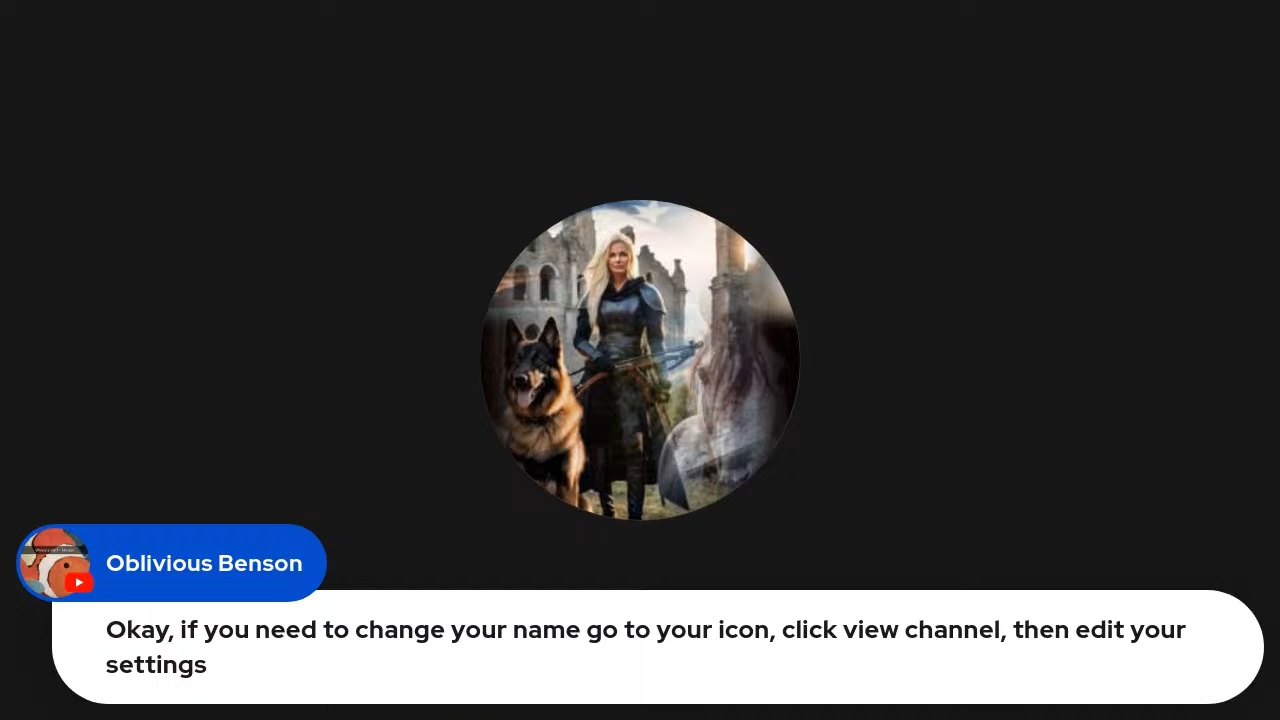 Oblivious Benson
Okay, if you need to change your name go to your icon, click view channel, then edit your
settings